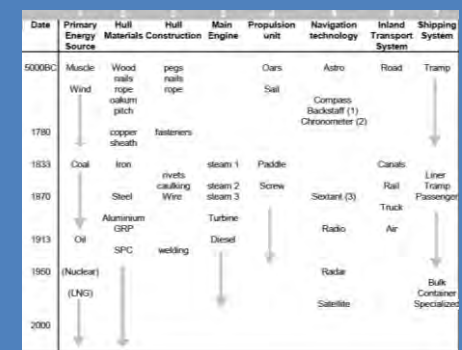 Date Primary Hull Hull Main Propulsion Navigation Inland Shipping
Energy Materials Construction Engine unit technology Transport System
Source System
5000BC Muscle Wood pegs Oars Astro Road Tramp
nails nails
Wind rope rope Sail
oakum Compass
pitch Backstaff (1)
Chronometer (2)
1780 copper fasteners
sheath
1833 Coal Iron steam 1 Paddle Canals
rivets Liner
caulking steam 2 Screw Rail Tramp
1870 Steel Wire steam 3 Sextant (3) Passenger
Truck
Aluminium Turbine
GRP Radio Air
1913 Oil Diesel
SPC welding
1950 (Nuclear) Radar
Bulk
(LNG) Container
Satellite Specialized
2000